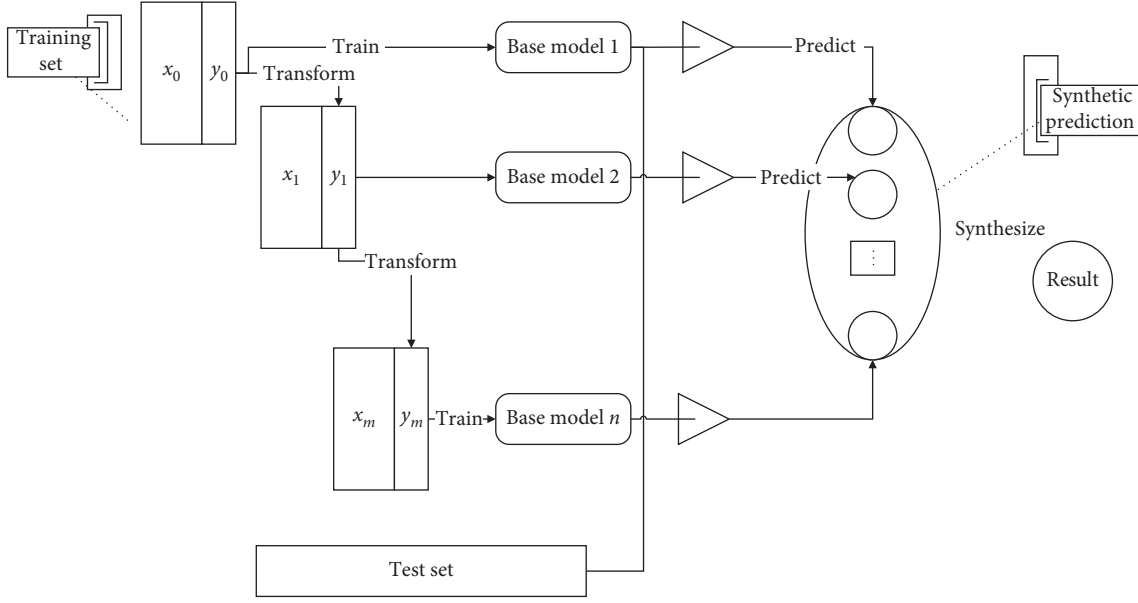 Training
set
x₀ y₀
Train
Base model 1
Predict
Transform
x₁ y₁
Base model 2
Predict
Synthetic
prediction
Transform
Synthesize
⋮
Result
xₘ yₘ
Train
Base model n
Test set